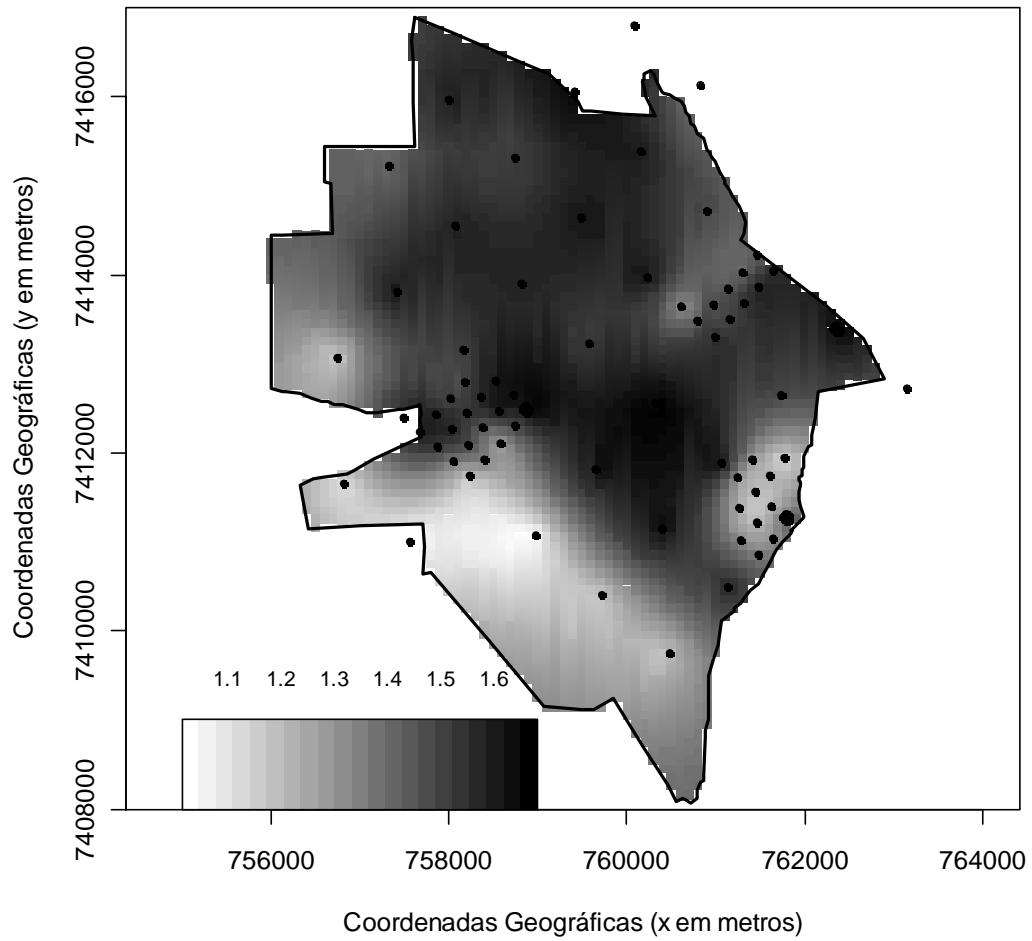 Coordenadas Geográficas (y em metros)
7416000
7414000
7412000
7410000
7408000
1.1 1.2 1.3 1.4 1.5 1.6
756000 758000 760000 762000 764000
Coordenadas Geográficas (x em metros)